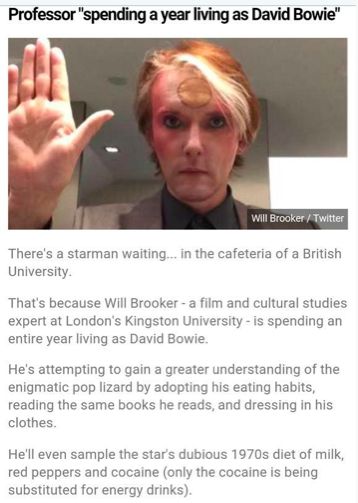 Professor "spending a year living as David Bowie"
Will Brooker / Twitter
There's a starman waiting... in the cafeteria of a British
University.
That's because Will Brooker - a film and cultural studies
expert at London's Kingston University - is spending an
entire year living as David Bowie.
He's attempting to gain a greater understanding of the
enigmatic pop lizard by adopting his eating habits,
reading the same books he reads, and dressing in his
clothes.
He'll even sample the star's dubious 1970s diet of milk,
red peppers and cocaine (only the cocaine is being
substituted for energy drinks).